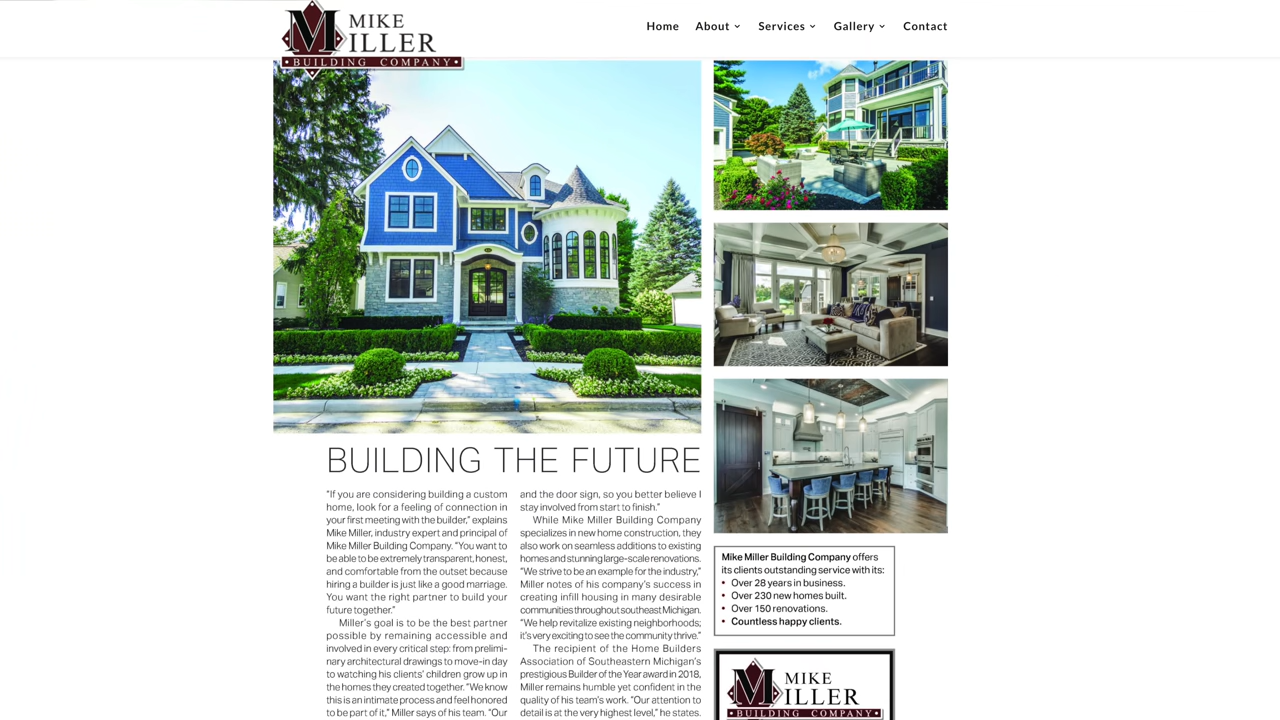 MIKE
MILLER
BUILDING COMPANY
Home About Services Gallery Contact
BUILDING THE FUTURE
“If you are considering building a custom
home, look for a feeling of connection in
your first meeting with the builder,” explains
Mike Miller, industry expert and principal of
Mike Miller Building Company. “You want to
be able to be extremely transparent, honest,
and comfortable from the outset because
hiring a builder is just like a good marriage.
You want the right partner to build your
future together.”
Miller’s goal is to be the best partner
possible by remaining accessible and
involved in every critical step: from prelimi-
nary architectural drawings to move-in day
to watching his clients’ children grow up in
the homes they created together. “We know
this is an intimate process and feel honored
to be part of it,” Miller says of his team. “Our
and the door sign, so you better believe I
stay involved from start to finish.”
While Mike Miller Building Company
specializes in new home construction, they
also work on seamless additions to existing
homes and stunning large-scale renovations.
“We strive to be an example for the industry,”
Miller notes of his company’s success in
creating infill housing in many desirable
communities throughout southeast Michigan.
“We help revitalize existing neighborhoods;
it’s very exciting to see the community thrive.”
The recipient of the Home Builders
Association of Southeastern Michigan’s
prestigious Builder of the Year award in 2018,
Miller remains humble yet confident in the
quality of his team’s work. “Our attention to
detail is at the very highest level,” he states.
Mike Miller Building Company offers
its clients outstanding service with its:
• Over 28 years in business.
• Over 230 new homes built.
• Over 150 renovations.
• Countless happy clients.
MIKE
MILLER
BUILDING COMPANY